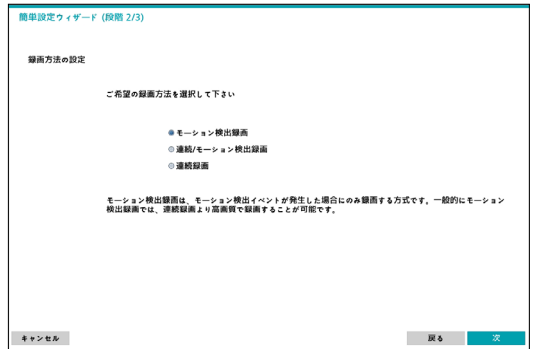 簡単設定ウィザード (段階 2/3)
録画方法の設定
ご希望の録画方法を選択して下さい
モーション検出録画
連続/モーション検出録画
連続録画
モーション検出録画は、モーション検出イベントが発生した場合にのみ録画する方式です。一般的にモーション
検出録画では、連続録画より高画質で録画することが可能です。
キャンセル
戻る
次